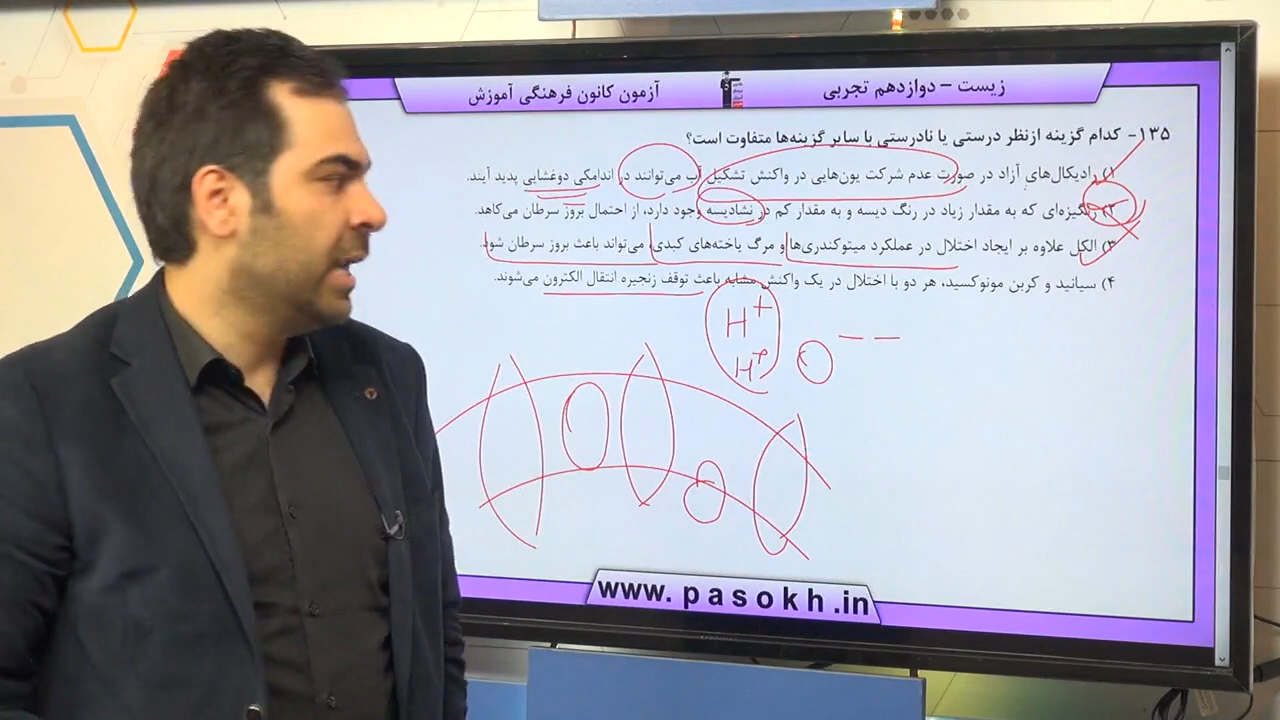 زیست – دوازدهم تجربی
آزمون کانون فرهنگی آموزش
۱۳۵- کدام گزینه ازنظر درستی یا نادرستی با سایر گزینه‌ها متفاوت است؟
۱) رادیکال‌های آزاد در صورت عدم شرکت یون‌هایی در واکنش تشکیل آب می‌توانند در اندامکی دوغشایی پدید آیند.
۲) رنگیزه‌ای که به مقدار زیاد در رنگ دیسه و به مقدار کم در نشادیسه وجود دارد، از احتمال بروز سرطان می‌کاهد.
۳) الکل علاوه بر ایجاد اختلال در عملکرد میتوکندری‌ها و مرگ یاخته‌های کبدی، می‌تواند باعث بروز سرطان شود.
۴) سیانید و کربن مونوکسید، هر دو با اختلال در یک واکنش مشابه باعث توقف زنجیره انتقال الکترون می‌شوند.
H+
H+
O – –
www.pasokh.in